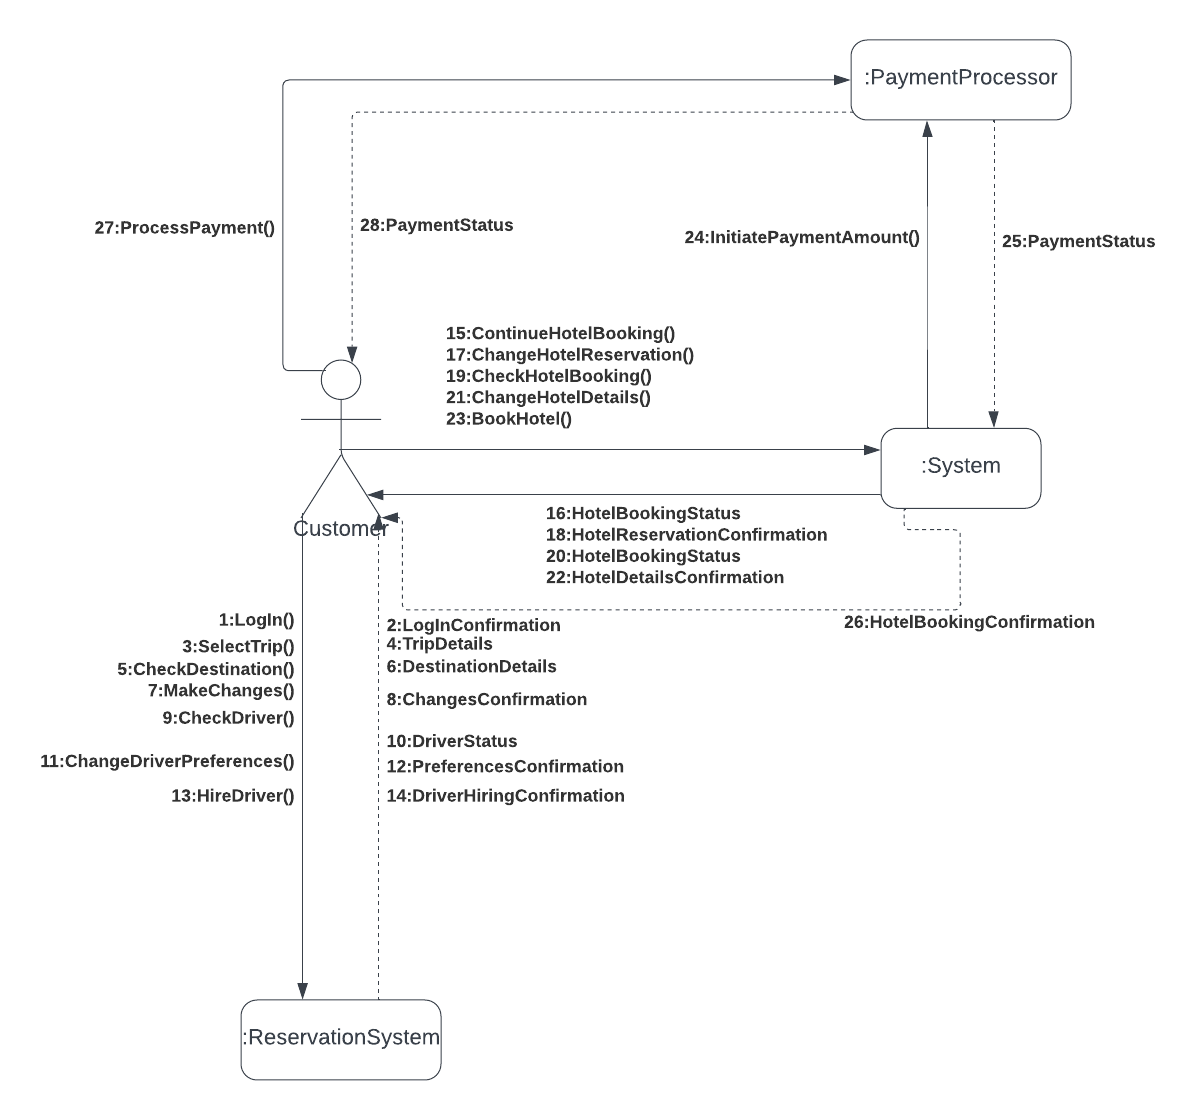 :PaymentProcessor
27:ProcessPayment()
28:PaymentStatus
24:InitiatePaymentAmount()
25:PaymentStatus
15:ContinueHotelBooking()
17:ChangeHotelReservation()
19:CheckHotelBooking()
21:ChangeHotelDetails()
23:BookHotel()
:System
Customer
16:HotelBookingStatus
18:HotelReservationConfirmation
20:HotelBookingStatus
22:HotelDetailsConfirmation
26:HotelBookingConfirmation
1:LogIn()
3:SelectTrip()
5:CheckDestination()
7:MakeChanges()
9:CheckDriver()
11:ChangeDriverPreferences()
13:HireDriver()
2:LogInConfirmation
4:TripDetails
6:DestinationDetails
8:ChangesConfirmation
10:DriverStatus
12:PreferencesConfirmation
14:DriverHiringConfirmation
:ReservationSystem